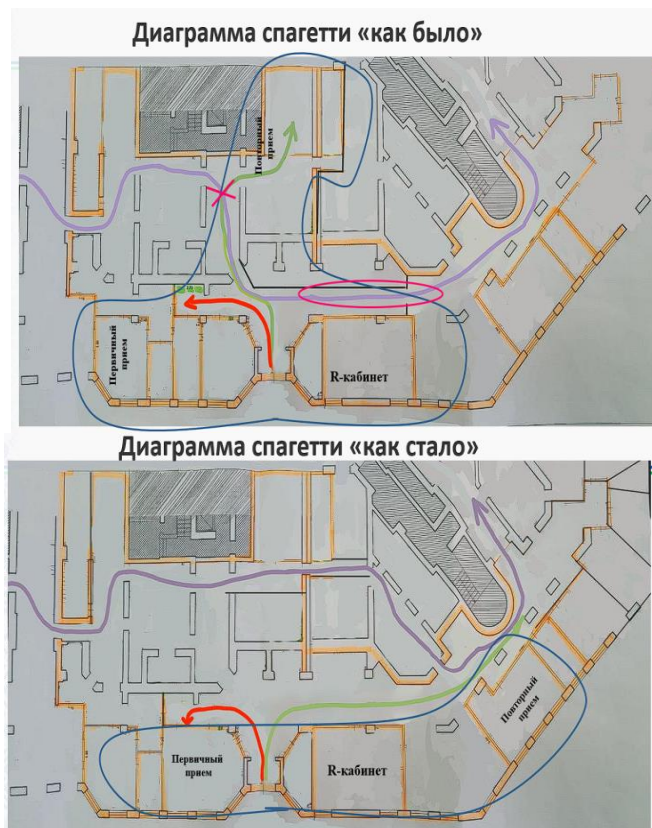 Диаграмма спагетти «как было»
Повторный
прием
Первичный
прием
R-кабинет
Диаграмма спагетти «как стало»
Первичный
прием
R-кабинет
Повторный
прием